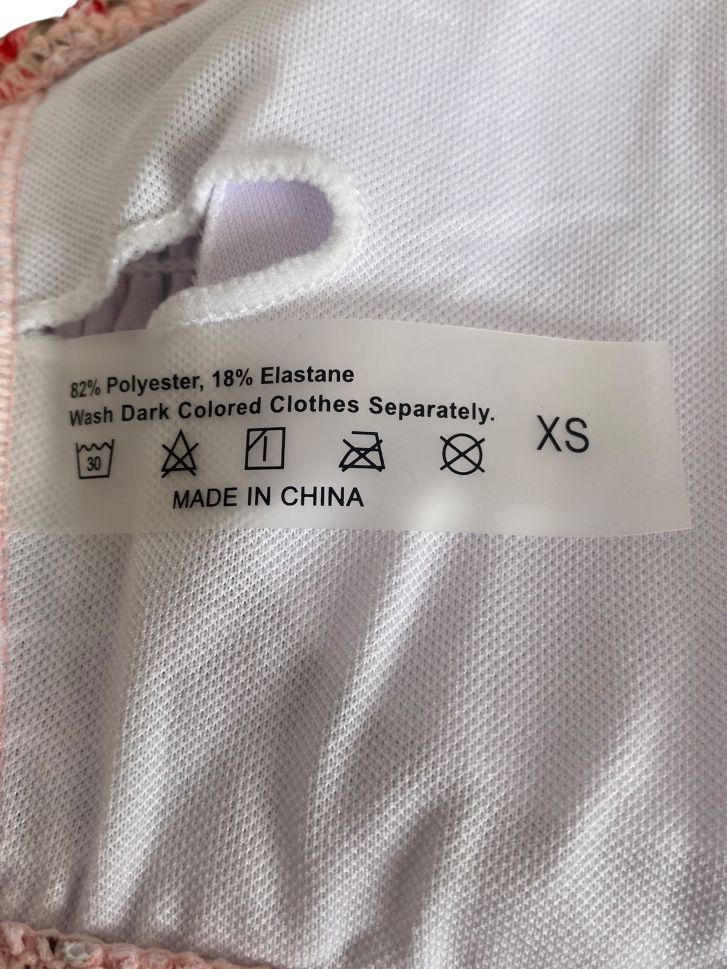 82% Polyester, 18% Elastane
Wash Dark Colored Clothes Separately.
30
XS
MADE IN CHINA